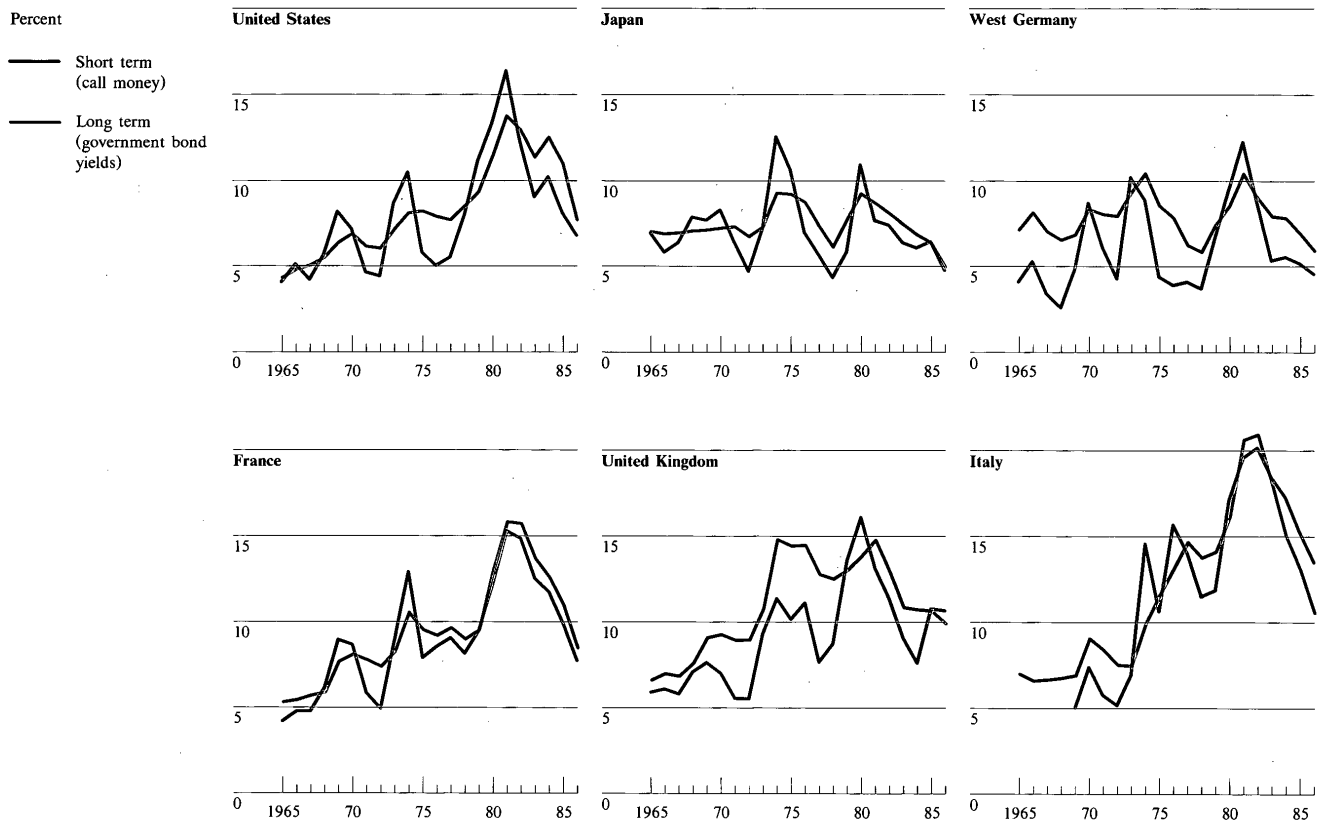 Percent
Short term
(call money)
Long term
(government bond
yields)
United States
15
10
5
0
1965 70 75 80 85
Japan
15
10
5
0
1965 70 75 80 85
West Germany
15
10
5
0
1965 70 75 80 85
France
15
10
5
0
1965 70 75 80 85
United Kingdom
15
10
5
0
1965 70 75 80 85
Italy
15
10
5
0
1965 70 75 80 85